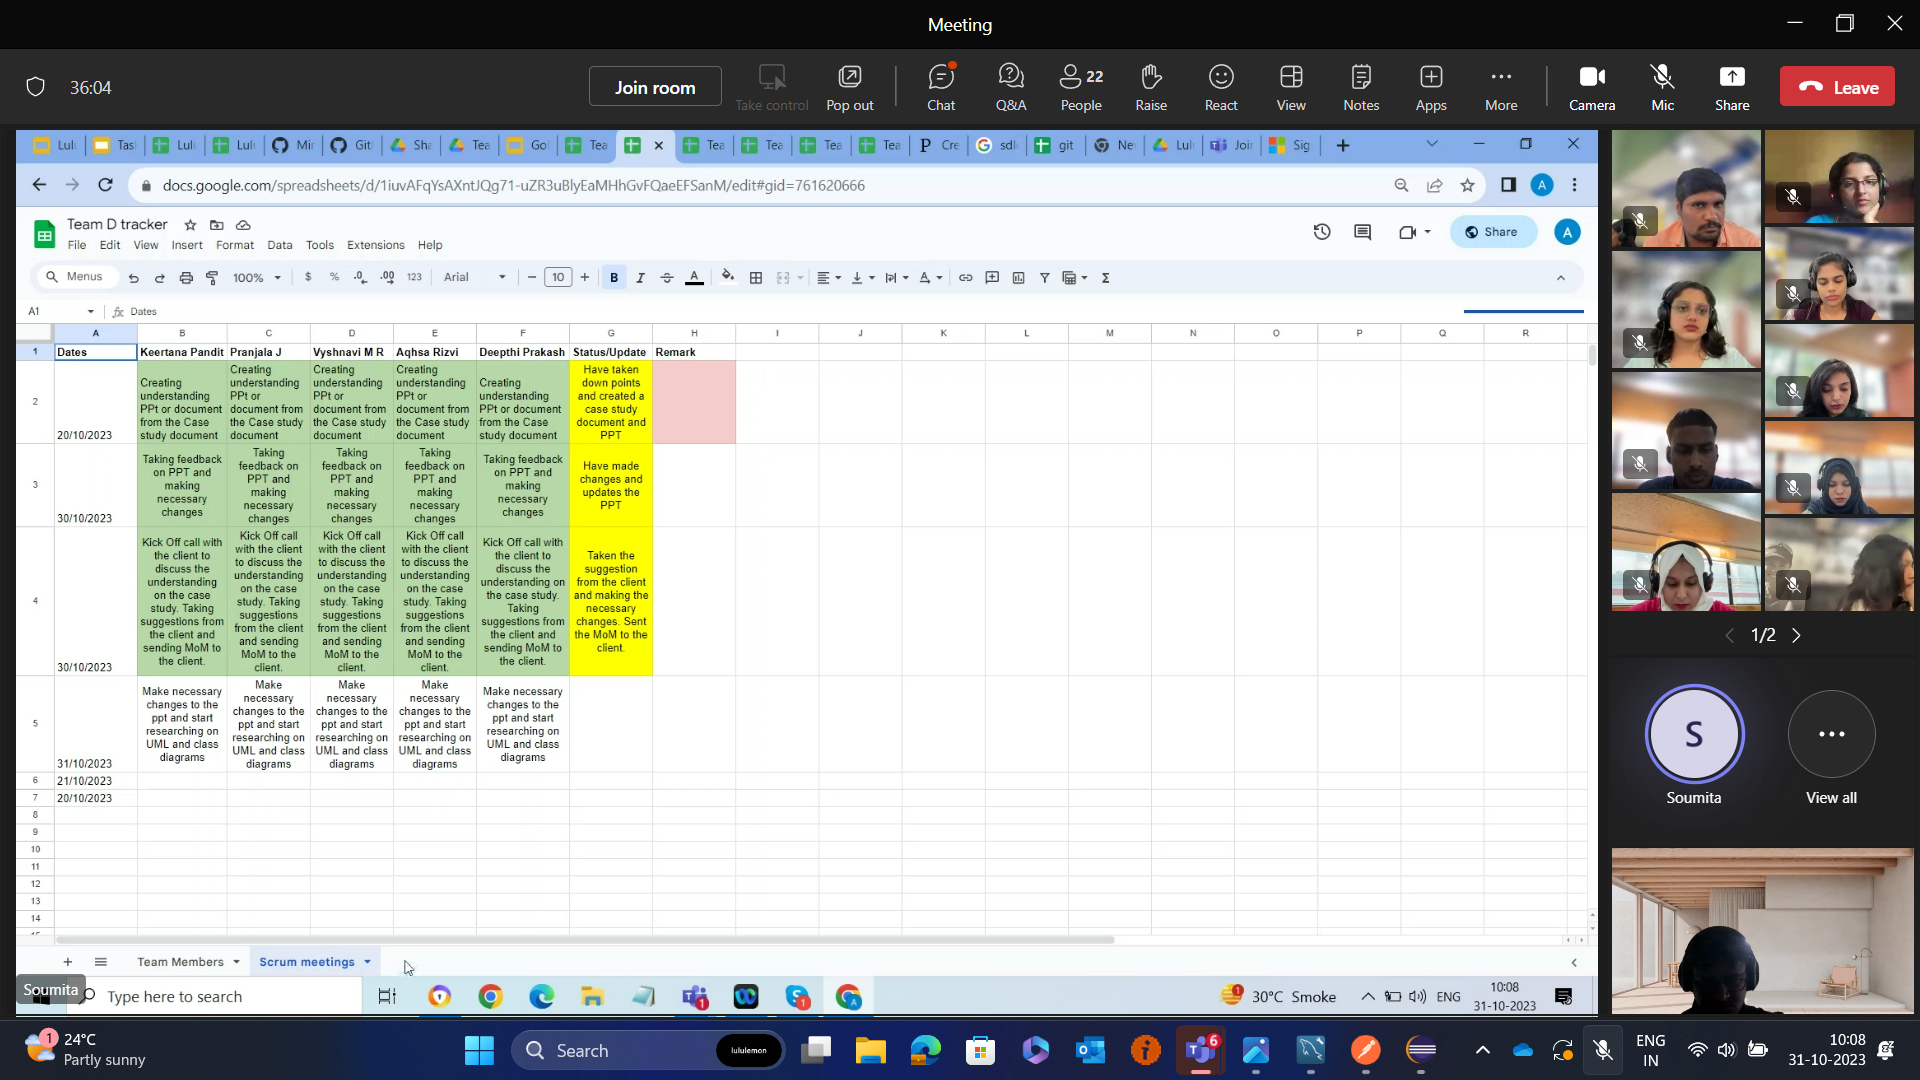 Meeting
36:04
Join room
Take control
Pop out
Chat
Q&A
22
People
Raise
React
View
Notes
Apps
More
Camera
Mic
Share
Leave
Lul Tas Lul Lul Mir Git Sha Tea Go Tea Tea Tea Tea Tea Cre sdl git Ne Lul Joi Sig
docs.google.com/spreadsheets/d/1iuvAFqYsAXntJQg71-uZR3uBlyEaMHhGvFQaeEFSanM/edit#gid=761620666
A
Team D tracker
File Edit View Insert Format Data Tools Extensions Help
Share
A
Menus
100%
$ % .0 .00 123
Arial
10
B I A
A1
fx Dates
A B C D E F G H I J K L M N O P Q R
1 Dates Keertana Pandit Pranjala J Vyshnavi M R Aqhsa Rizvi Deepthi Prakash Status/Update Remark
2
20/10/2023
Creating
understanding
PPt or document
from the Case
study document
Creating
understanding
PPt or
document from
the Case study
document
Creating
understanding
PPt or
document from
the Case study
document
Creating
understanding
PPt or
document from
the Case study
document
Creating
understanding
PPt or document
from the Case
study document
Have taken
down points
and created a
case study
document and
PPT
3
30/10/2023
Taking feedback
on PPT and
making
necessary
changes
Taking
feedback on
PPT and
making
necessary
changes
Taking
feedback on
PPT and
making
necessary
changes
Taking
feedback on
PPT and
making
necessary
changes
Taking feedback
on PPT and
making
necessary
changes
Have made
changes and
updates the
PPT
4
30/10/2023
Kick Off call with
the client to
discuss the
understanding
on the case
study. Taking
suggestions from
the client and
sending MoM to
the client.
Kick Off call
with the client
to discuss the
understanding
on the case
study. Taking
suggestions
from the client
and sending
MoM to the
client.
Kick Off call
with the client
to discuss the
understanding
on the case
study. Taking
suggestions
from the client
and sending
MoM to the
client.
Kick Off call
with the client
to discuss the
understanding
on the case
study. Taking
suggestions
from the client
and sending
MoM to the
client.
Kick Off call with
the client to
discuss the
understanding on
the case study.
Taking
suggestions from
the client and
sending MoM to
the client.
Taken the
suggestion
from the client
and making the
necessary
changes. Sent
the MoM to the
client.
5
31/10/2023
Make necessary
changes to the
ppt and start
researching on
UML and class
diagrams
Make
necessary
changes to the
ppt and start
researching on
UML and class
diagrams
Make
necessary
changes to the
ppt and start
researching on
UML and class
diagrams
Make
necessary
changes to the
ppt and start
researching on
UML and class
diagrams
Make necessary
changes to the
ppt and start
researching on
UML and class
diagrams
6 21/10/2023
7 20/10/2023
8
9
10
11
12
13
14
Team Members
Scrum meetings
Soumita
Type here to search
30°C Smoke
ENG
10:08
31-10-2023
1/2
S
Soumita
View all
24°C
Partly sunny
Search
lululemon
6
ENG
IN
10:08
31-10-2023